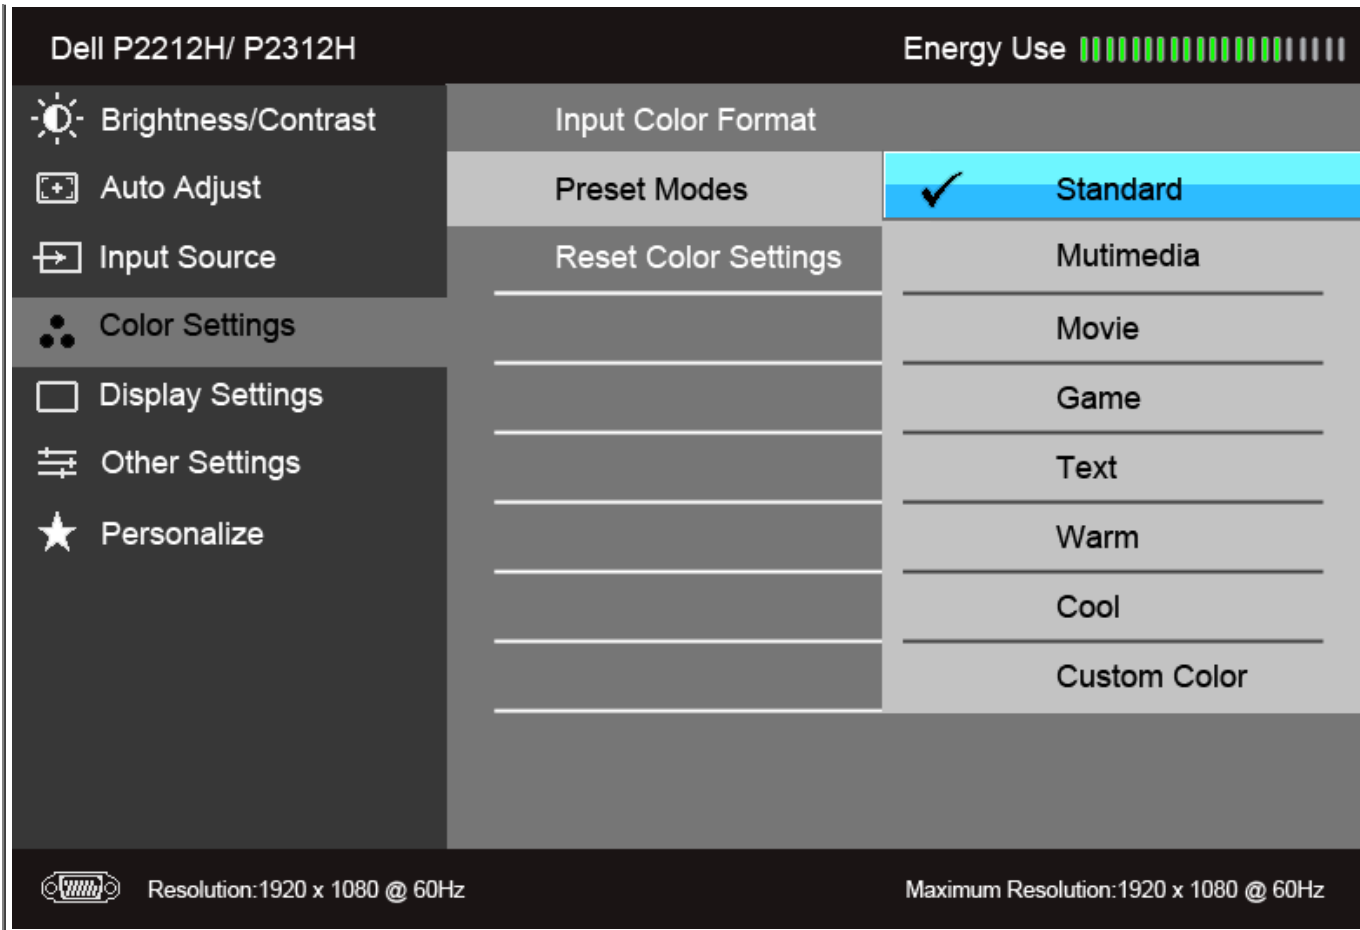 Dell P2212H/ P2312H
Energy Use
Brightness/Contrast
Auto Adjust
Input Source
Color Settings
Display Settings
Other Settings
Personalize
Input Color Format
Preset Modes
Reset Color Settings
Standard
Mutimedia
Movie
Game
Text
Warm
Cool
Custom Color
Resolution:1920 x 1080 @ 60Hz
Maximum Resolution:1920 x 1080 @ 60Hz